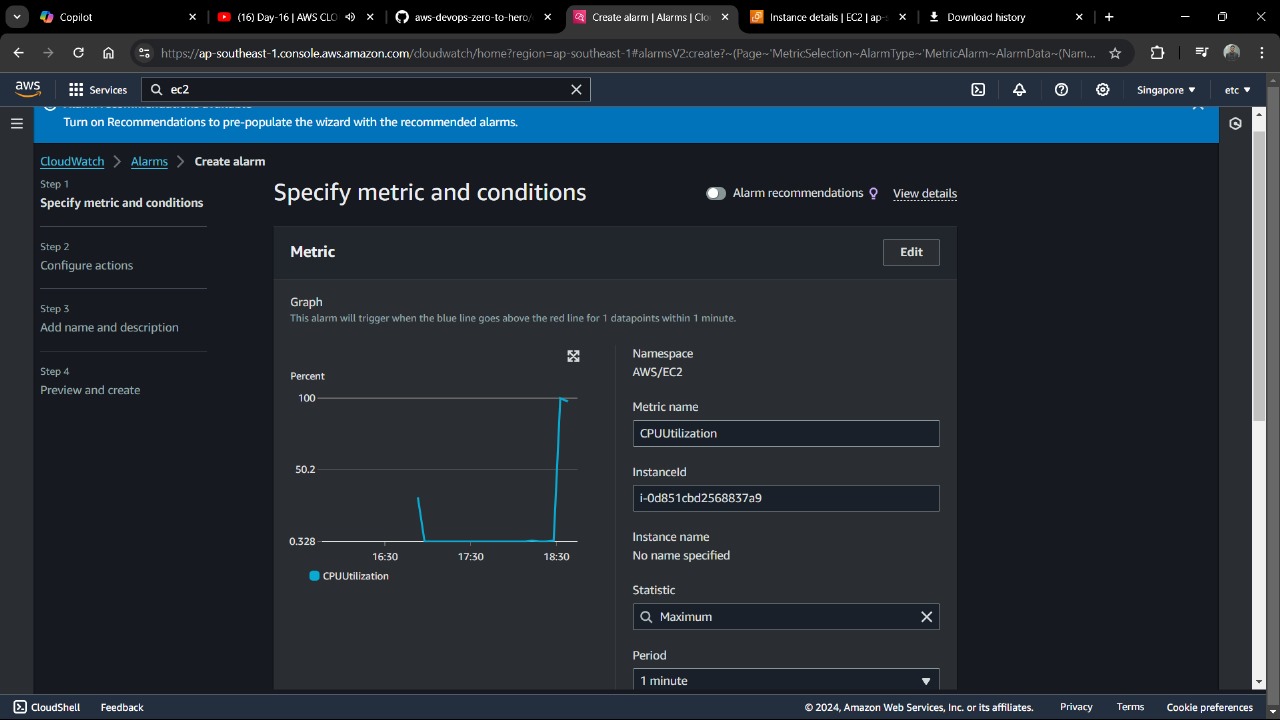 Copilot
(16) Day-16 | AWS CLO
aws-devops-zero-to-hero/
Create alarm | Alarms | Clo
Instance details | EC2 | ap-s
Download history
https://ap-southeast-1.console.aws.amazon.com/cloudwatch/home?region=ap-southeast-1#alarmsV2:create?~(Page~'MetricSelection~AlarmType~'MetricAlarm~AlarmData~(Nam...
aws
Services
ec2
Singapore
etc
Turn on Recommendations to pre-populate the wizard with the recommended alarms.
CloudWatch
Alarms
Create alarm
Step 1
Specify metric and conditions
Step 2
Configure actions
Step 3
Add name and description
Step 4
Preview and create
Specify metric and conditions
Alarm recommendations
View details
Metric
Edit
Graph
This alarm will trigger when the blue line goes above the red line for 1 datapoints within 1 minute.
Percent
100
50.2
0.328
16:30
17:30
18:30
CPUUtilization
Namespace
AWS/EC2
Metric name
CPUUtilization
InstanceId
i-0d851cbd2568837a9
Instance name
No name specified
Statistic
Maximum
Period
1 minute
CloudShell
Feedback
© 2024, Amazon Web Services, Inc. or its affiliates.
Privacy
Terms
Cookie preferences